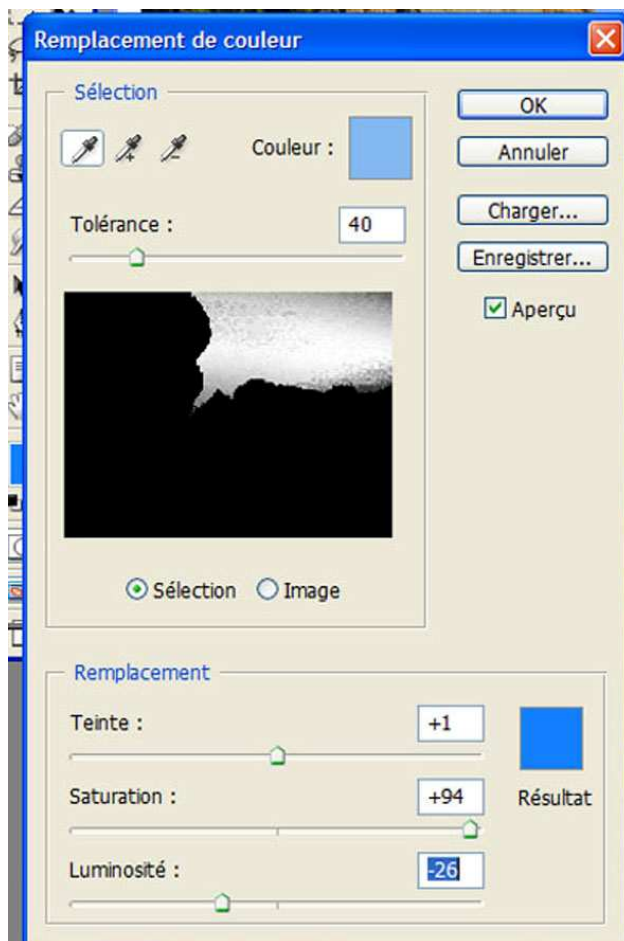 Remplacement de couleur
Sélection
OK
Couleur :
Annuler
Tolérance :
40
Charger...
Enregistrer...
Aperçu
Sélection
Image
Remplacement
Teinte :
+1
Saturation :
+94
Résultat
Luminosité :
-26